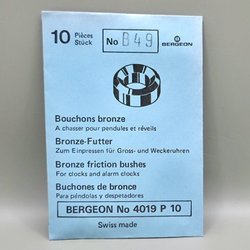 10 Pièces
Stück
No B49
BERGEON
Bouchons bronze
A chasser pour pendules et réveils
Bronze-Futter
Zum Einpressen für Gross- und Weckeruhren
Bronze friction bushes
For clocks and alarm clocks
Buchones de bronce
Para péndolas y despertadores
BERGEON No 4019 P 10
Swiss made